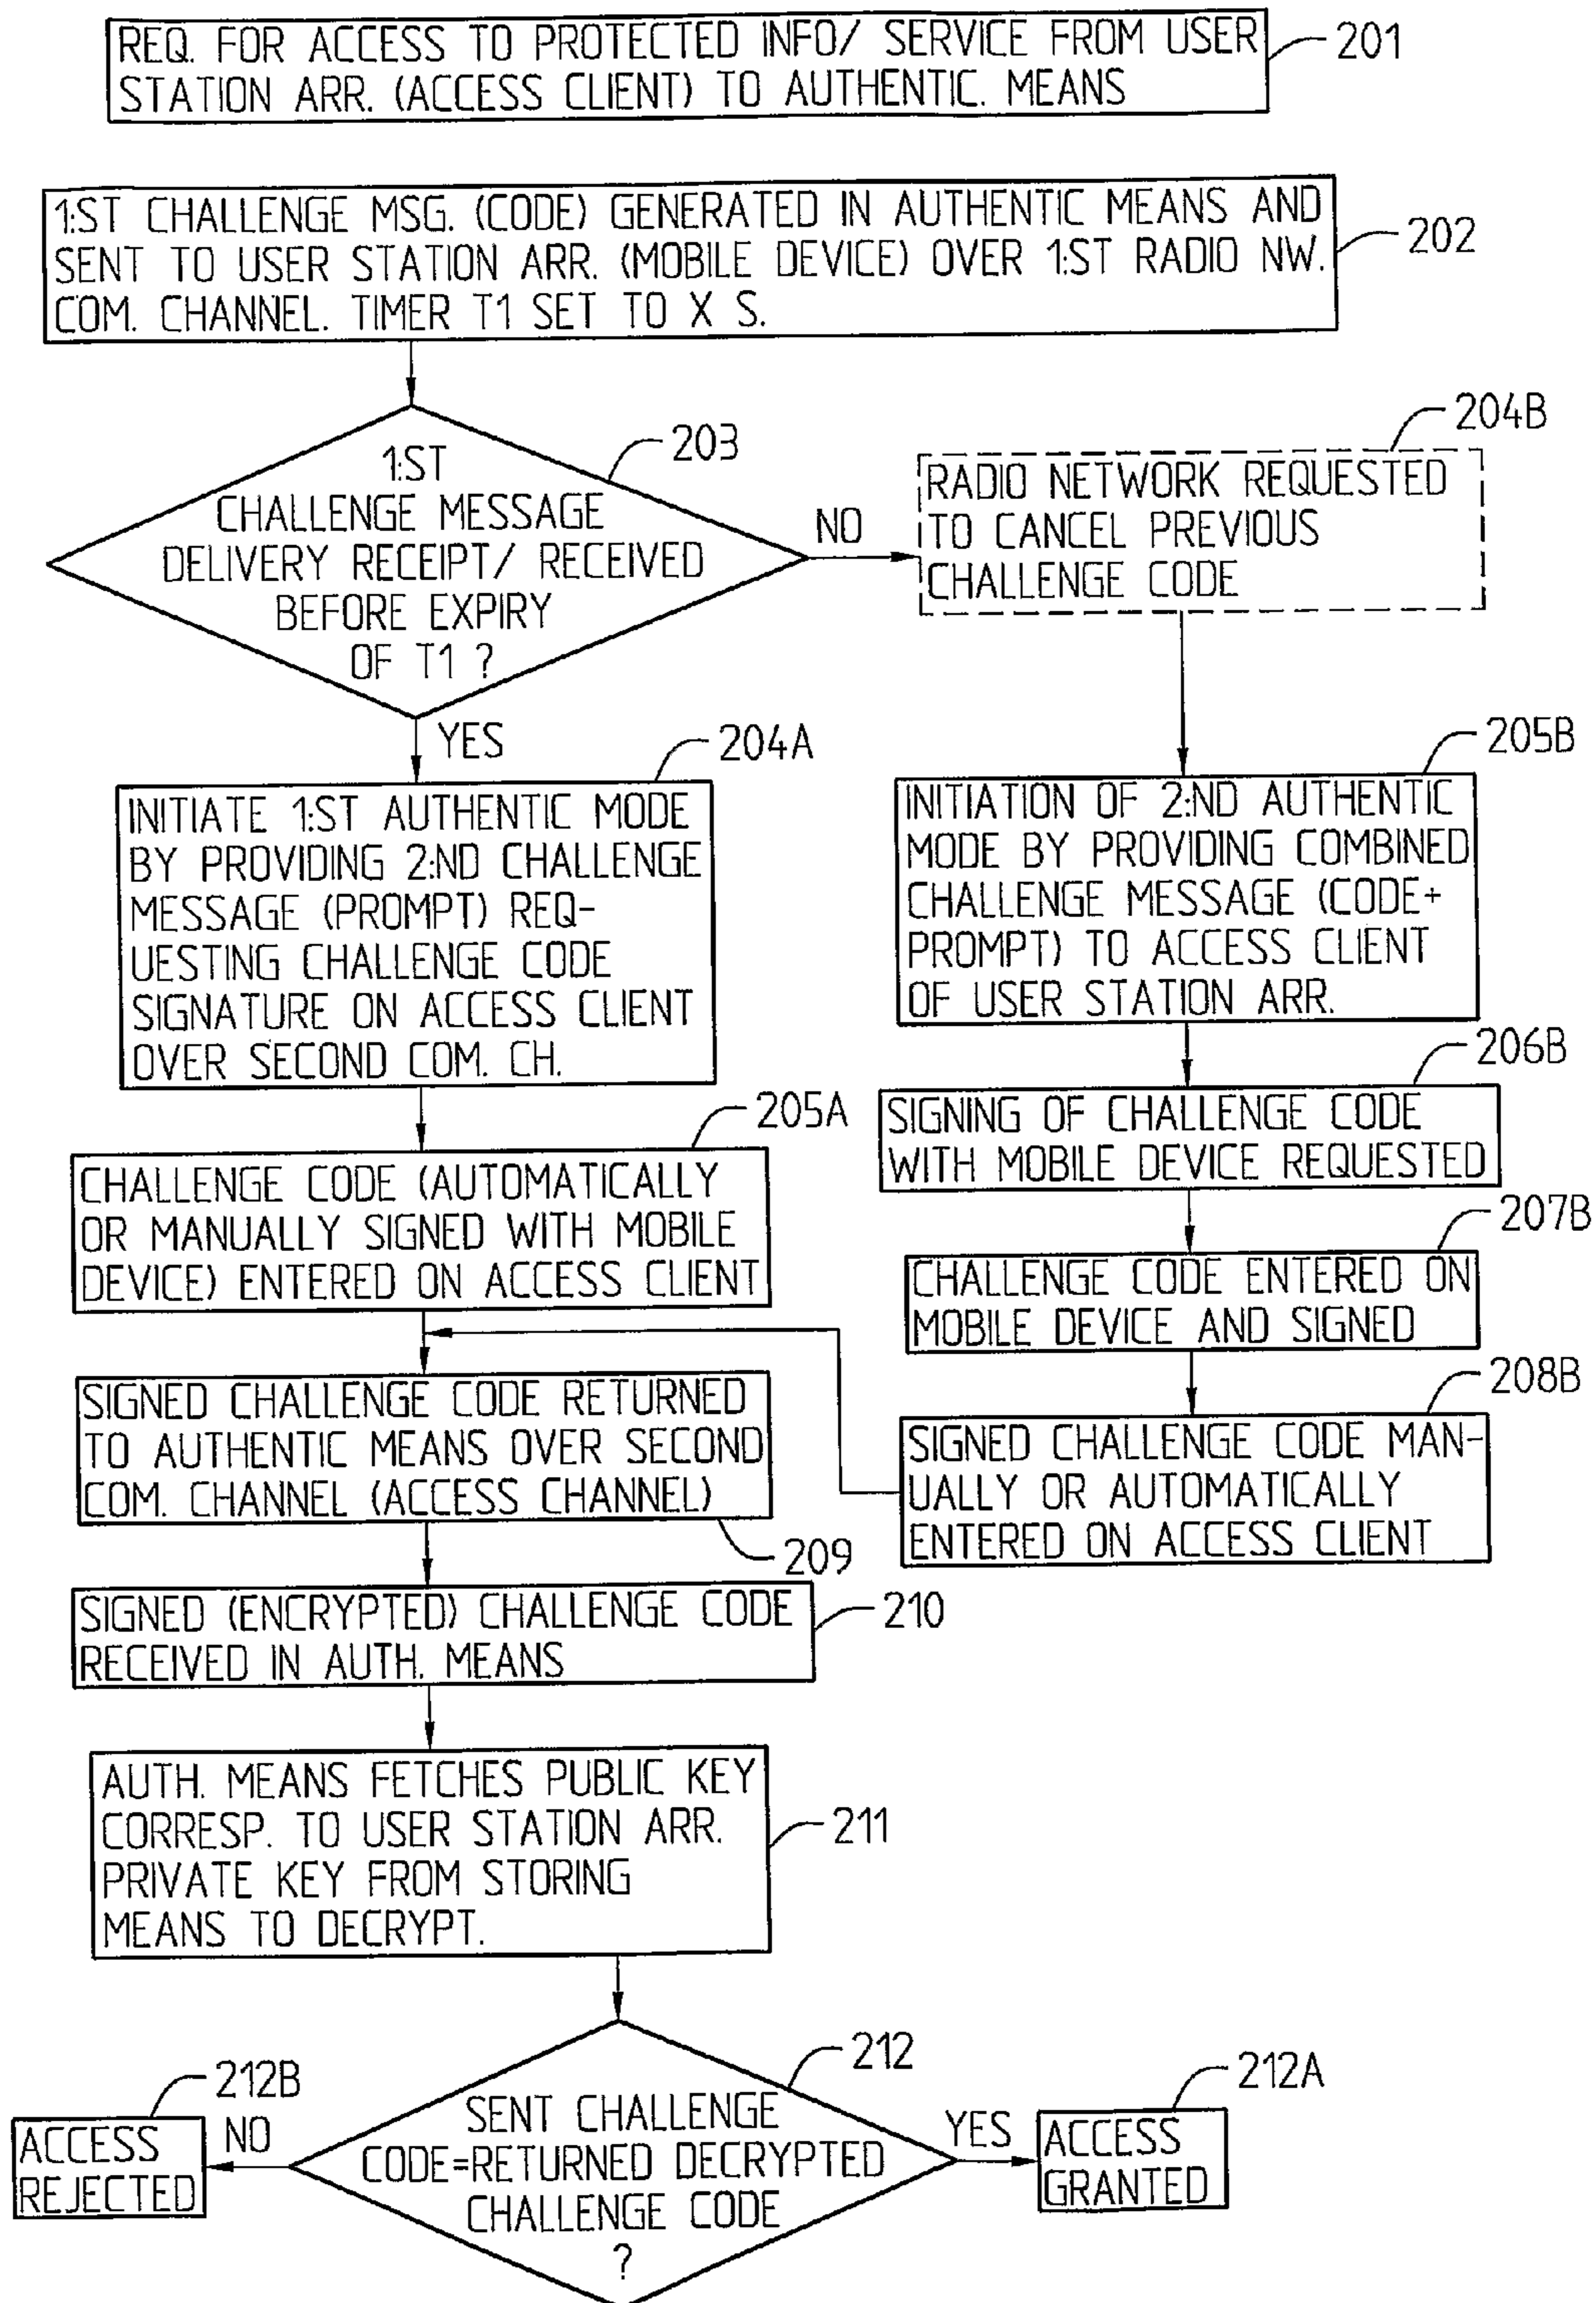 REQ. FOR ACCESS TO PROTECTED INFO/ SERVICE FROM USER
STATION ARR. (ACCESS CLIENT) TO AUTHENTIC. MEANS
201
1:ST CHALLENGE MSG. (CODE) GENERATED IN AUTHENTIC MEANS AND
SENT TO USER STATION ARR. (MOBILE DEVICE) OVER 1:ST RADIO NW.
COM. CHANNEL. TIMER T1 SET TO X S.
202
1:ST
CHALLENGE MESSAGE
DELIVERY RECEIPT/ RECEIVED
BEFORE EXPIRY
OF T1 ?
203
NO
YES
204B
RADIO NETWORK REQUESTED
TO CANCEL PREVIOUS
CHALLENGE CODE
204A
INITIATE 1:ST AUTHENTIC MODE
BY PROVIDING 2:ND CHALLENGE
MESSAGE (PROMPT) REQ-
UESTING CHALLENGE CODE
SIGNATURE ON ACCESS CLIENT
OVER SECOND COM. CH.
205B
INITIATION OF 2:ND AUTHENTIC
MODE BY PROVIDING COMBINED
CHALLENGE MESSAGE (CODE+
PROMPT) TO ACCESS CLIENT
OF USER STATION ARR.
205A
CHALLENGE CODE (AUTOMATICALLY
OR MANUALLY SIGNED WITH MOBILE
DEVICE) ENTERED ON ACCESS CLIENT
206B
SIGNING OF CHALLENGE CODE
WITH MOBILE DEVICE REQUESTED
207B
CHALLENGE CODE ENTERED ON
MOBILE DEVICE AND SIGNED
208B
SIGNED CHALLENGE CODE MAN-
UALLY OR AUTOMATICALLY
ENTERED ON ACCESS CLIENT
SIGNED CHALLENGE CODE RETURNED
TO AUTHENTIC MEANS OVER SECOND
COM. CHANNEL (ACCESS CHANNEL)
209
SIGNED (ENCRYPTED) CHALLENGE CODE
RECEIVED IN AUTH. MEANS
210
AUTH. MEANS FETCHES PUBLIC KEY
CORRESP. TO USER STATION ARR.
PRIVATE KEY FROM STORING
MEANS TO DECRYPT.
211
212
SENT CHALLENGE
CODE=RETURNED DECRYPTED
CHALLENGE CODE
?
212B
NO
ACCESS
REJECTED
212A
YES
ACCESS
GRANTED